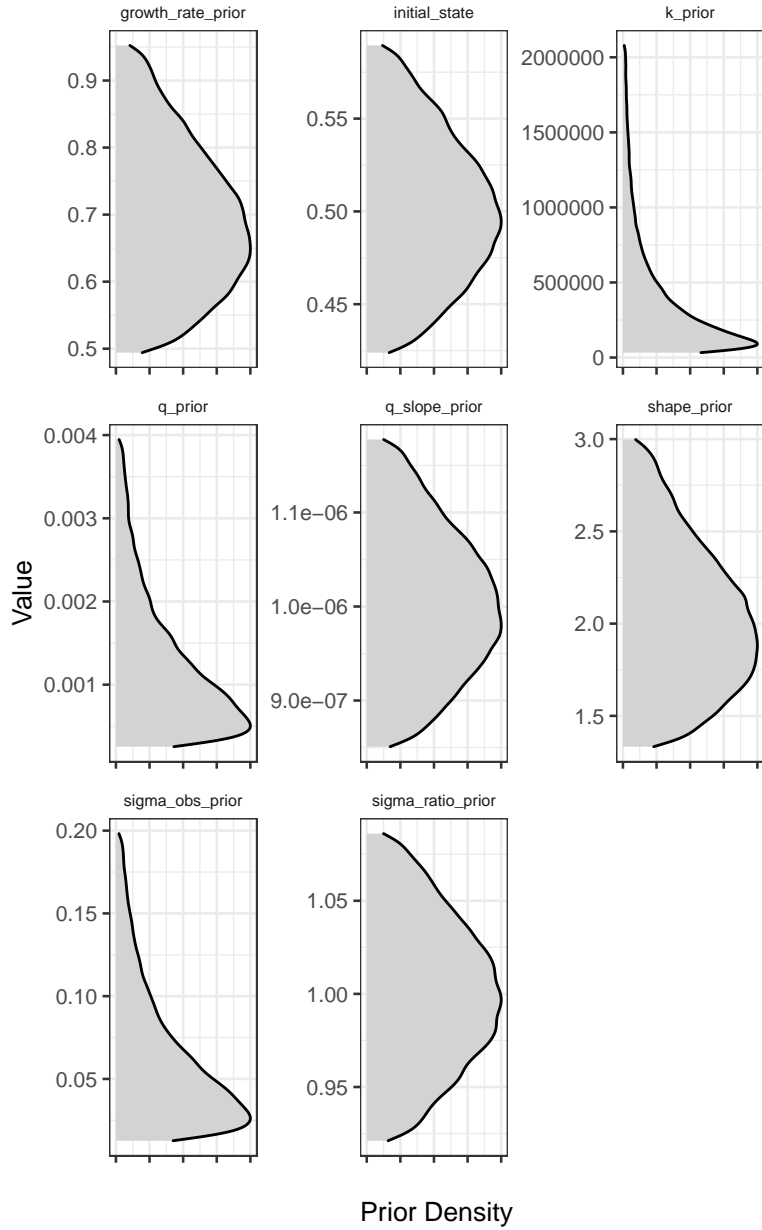 growth_rate_prior
initial_state
k_prior
0.9
0.8
0.7
0.6
0.5
0.55
0.50
0.45
2000000
1500000
1000000
500000
0
q_prior
q_slope_prior
shape_prior
0.004
0.003
0.002
0.001
1.1e−06
1.0e−06
9.0e−07
3.0
2.5
2.0
1.5
Value
sigma_obs_prior
sigma_ratio_prior
0.20
0.15
0.10
0.05
1.05
1.00
0.95
Prior Density